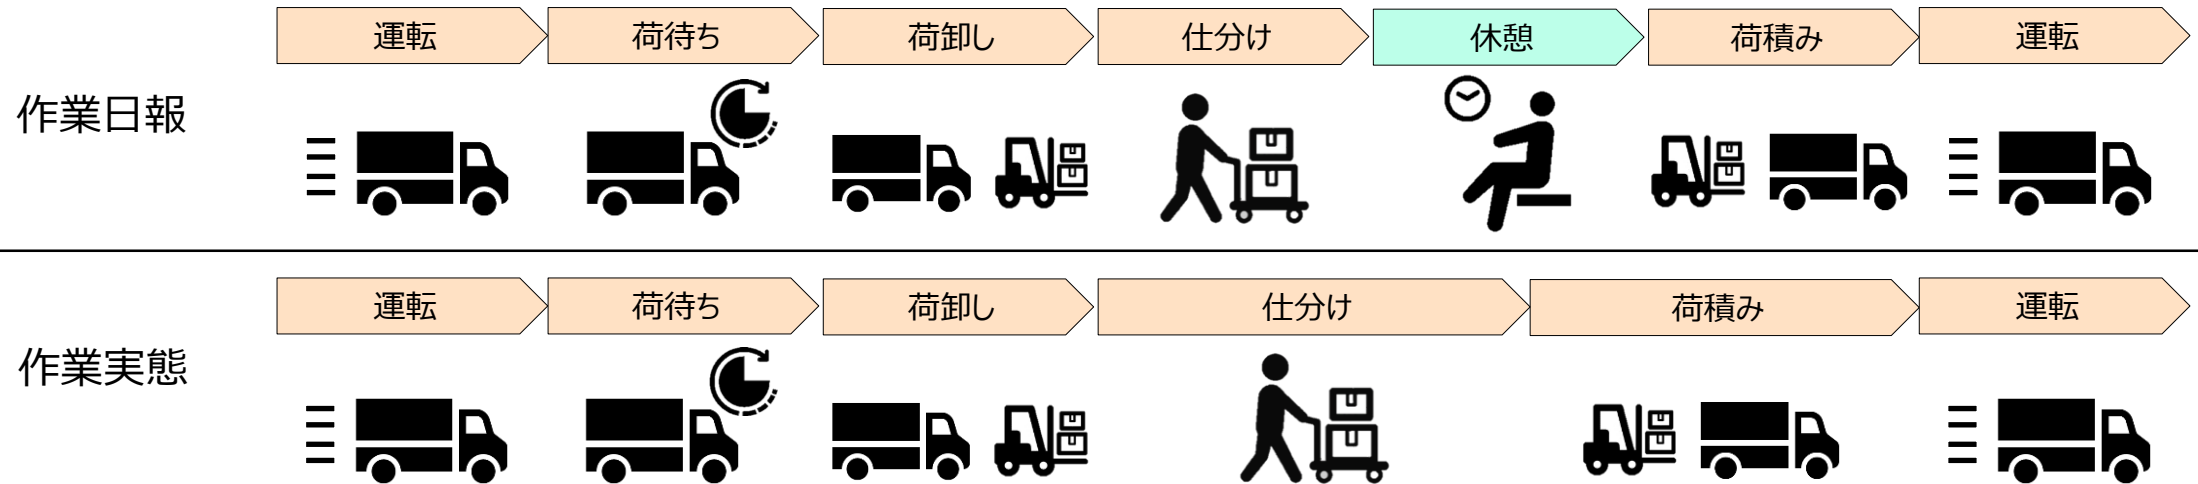 作業日報
運転
荷待ち
荷卸し
仕分け
休憩
荷積み
運転
作業実態
運転
荷待ち
荷卸し
仕分け
荷積み
運転